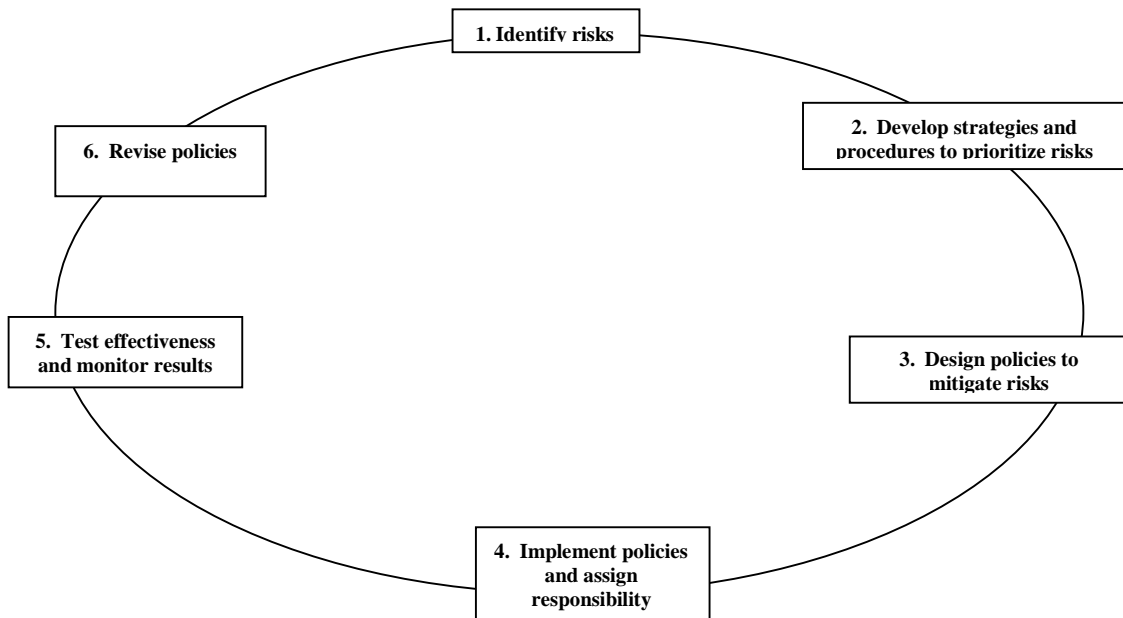 1. Identify risks
2. Develop strategies and
procedures to prioritize risks
3. Design policies to
mitigate risks
4. Implement policies
and assign
responsibility
5. Test effectiveness
and monitor results
6. Revise policies